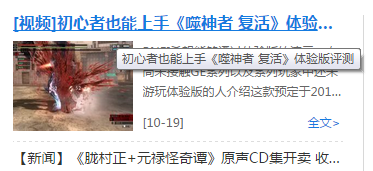 [视频]初心者也能上手《噬神者 复活》体验...
初心者也能上手《噬神者 复活》体验版评测
尚未接触GE系列以及系列玩家中还未
游玩体验版的人介绍这款预定于201...
[10-19]
全文>
【新闻】《胧村正+元禄怪奇谭》原声CD集开卖 收...